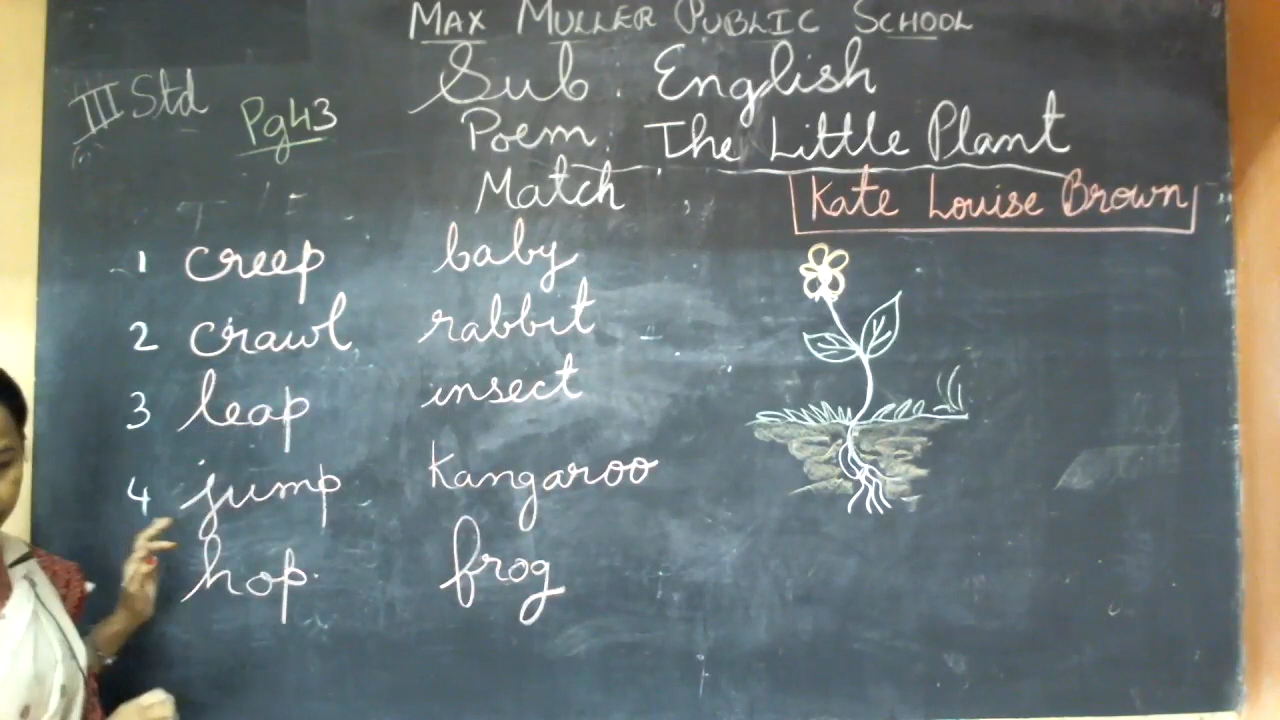 MAX MULLER PUBLIC SCHOOL
III Std
Sub. English
Pg43
Poem: The Little Plant
Match
Kate Louise Brown
1 creep baby
2 crawl rabbit
3 leap insect
4 jump Kangaroo
hop frog